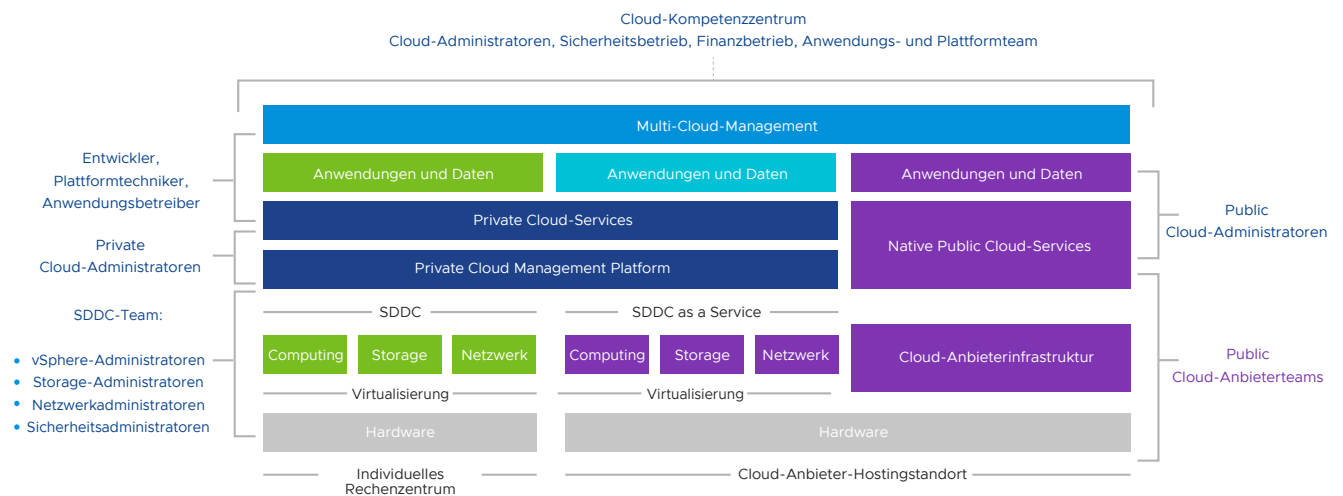 Cloud-Kompetenzzentrum
Cloud-Administratoren, Sicherheitsbetrieb, Finanzbetrieb, Anwendungs- und Plattformteam
Multi-Cloud-Management
Entwickler,
Plattformtechniker,
Anwendungsbetreiber
Anwendungen und Daten
Anwendungen und Daten
Anwendungen und Daten
Private Cloud-Services
Native Public Cloud-Services
Public
Cloud-Administratoren
Private
Cloud-Administratoren
Private Cloud Management Platform
SDDC-Team:
• vSphere-Administratoren
• Storage-Administratoren
• Netzwerkadministratoren
• Sicherheitsadministratoren
SDDC
SDDC as a Service
Computing
Storage
Netzwerk
Computing
Storage
Netzwerk
Cloud-Anbieterinfrastruktur
Public
Cloud-Anbieterteams
Virtualisierung
Virtualisierung
Hardware
Hardware
Individuelles
Rechenzentrum
Cloud-Anbieter-Hostingstandort